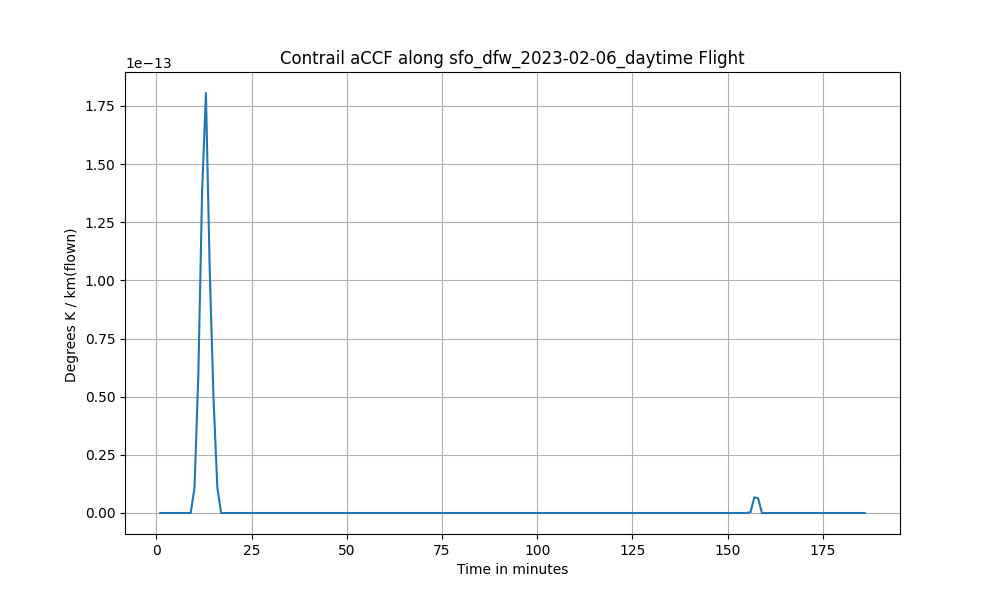 Contrail aCCF along sfo_dfw_2023-02-06_daytime Flight
1e−13
1.75
1.50
1.25
1.00
0.75
0.50
0.25
0.00
Degrees K / km(flown)
0 25 50 75 100 125 150 175
Time in minutes